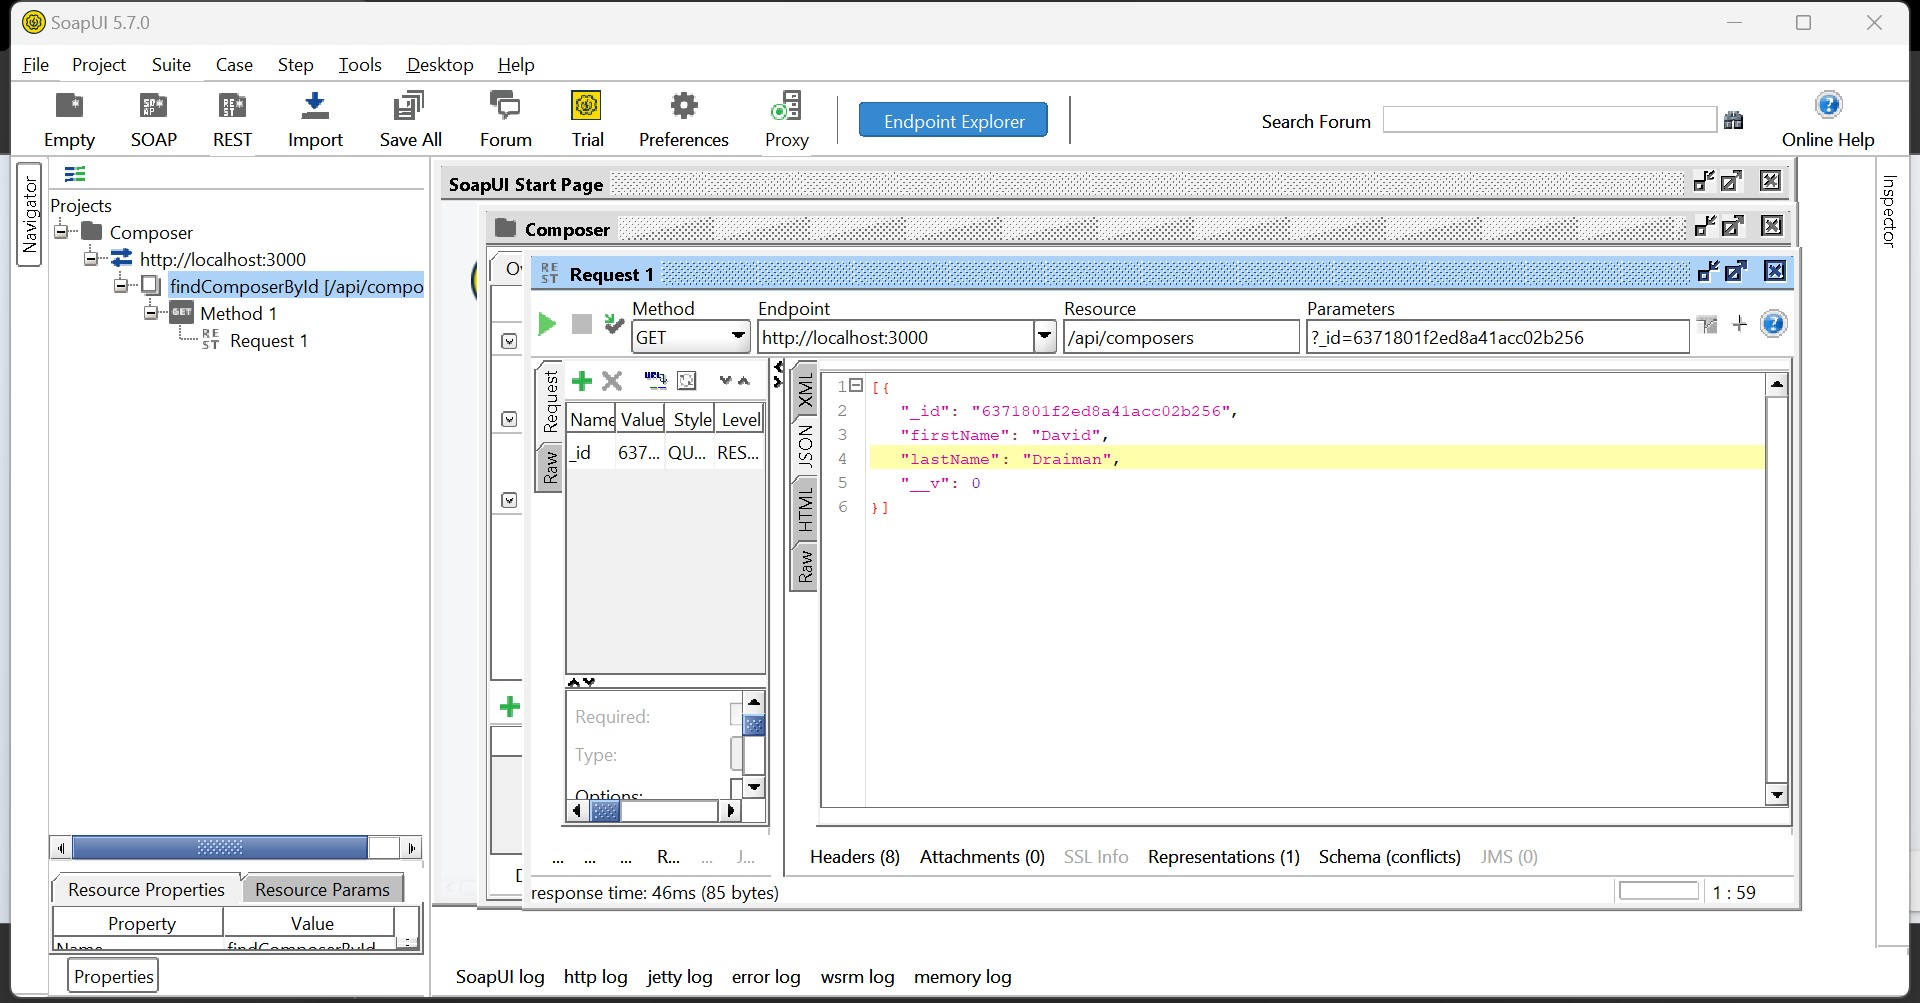 SoapUI 5.7.0
File Project Suite Case Step Tools Desktop Help
Empty SOAP REST Import Save All Forum Trial Preferences Proxy Endpoint Explorer Search Forum Online Help
Navigator
Projects
Composer
http://localhost:3000
findComposerById [/api/compo
GET Method 1
REST Request 1
SoapUI Start Page
Composer
Ov
REST Request 1
Method Endpoint Resource Parameters
GET http://localhost:3000 /api/composers ?_id=6371801f2ed8a41acc02b256
Request
Raw
Name Value Style Level
_id 637... QU... RES...
Required:
Type:
Options:
XML
JSON
HTML
Raw
1 [{
2 "_id": "6371801f2ed8a41acc02b256",
3 "firstName": "David",
4 "lastName": "Draiman",
5 "__v": 0
6 }]
... ... ... R... ... J...
Headers (8) Attachments (0) SSL Info Representations (1) Schema (conflicts) JMS (0)
response time: 46ms (85 bytes)
1 : 59
Inspector
Resource Properties Resource Params
Property Value
Name findComposerById
Properties
SoapUI log http log jetty log error log wsrm log memory log